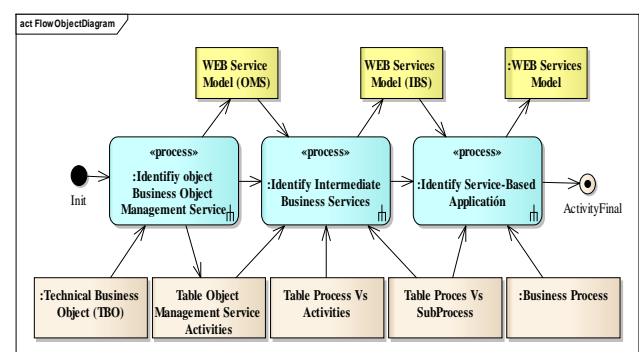 act FlowObjectDiagram
WEB Service
Model (OMS)
WEB Services
Model (IBS)
:WEB Services
Model
«process»
:Identifiy object
Business Object
Management Service
«process»
:Identify Intermediate
Business Services
«process»
:Identify Service-Based
Application
Init
ActivityFinal
:Technical Business
Object (TBO)
Table Object
Management Service
Activities
Table Process Vs
Activities
Table Proces Vs
SubProcess
:Business Process